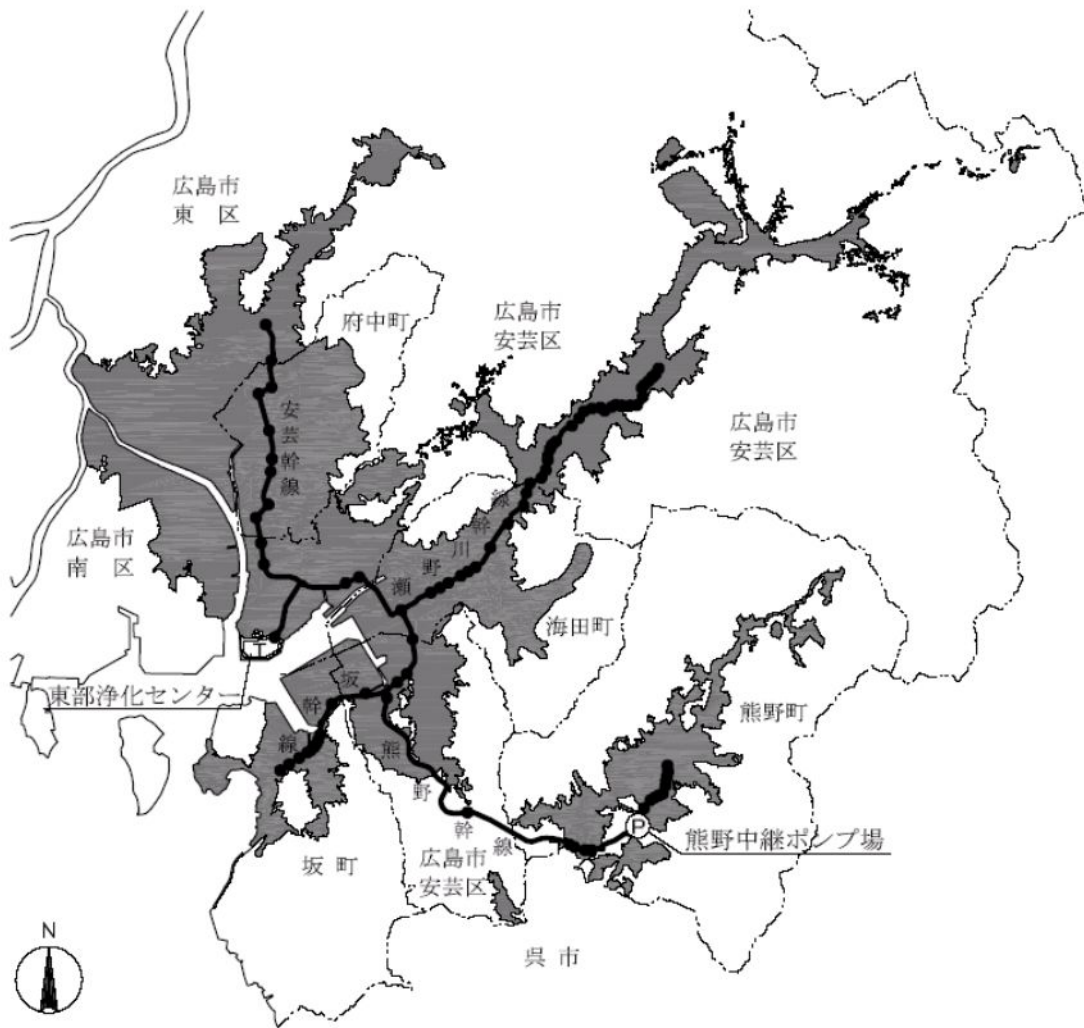 広島市
東 区
府中町
広島市
安芸区
広島市
安芸区
安芸幹線
瀬野川幹線
広島市
南 区
海田町
T
東部浄化センター
坂幹線
熊野町
熊野幹線
P
熊野中継ポンプ場
坂 町
広島市
安芸区
呉 市
N